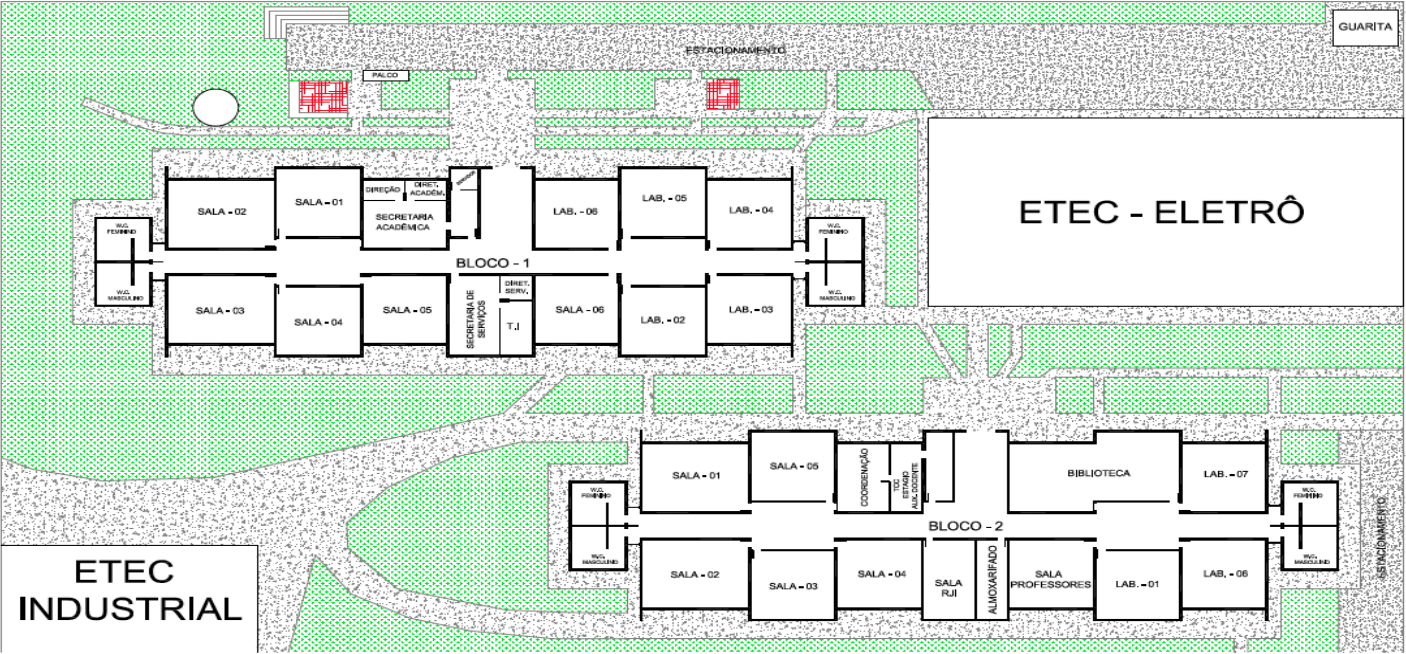 GUARITA
ESTACIONAMENTO
PALCO
ETEC - ELETRÔ
SALA - 02
SALA - 01
DIREÇÃO
DIRET.
ACADÊM.
SECRETARIA
ACADÊMICA
LAB. - 06
LAB. - 05
LAB. - 04
W.C.
FEMININO
W.C.
FEMININO
BLOCO - 1
W.C.
MASCULINO
W.C.
MASCULINO
SALA - 03
SALA - 04
SALA - 05
SECRETARIA DE
SERVIÇOS
DIRET.
SERV.
T.I
SALA - 06
LAB. - 02
LAB. - 03
SALA - 01
SALA - 05
COORDENAÇÃO
TCC
ESTAGIO
AUX. DOCENTE
BIBLIOTECA
LAB. - 07
W.C.
FEMININO
W.C.
FEMININO
BLOCO - 2
W.C.
MASCULINO
W.C.
MASCULINO
ESTACIONAMENTO
SALA - 02
SALA - 03
SALA - 04
SALA
RJI
ALMOXARIFADO
SALA
PROFESSORES
LAB. - 01
LAB. - 06
ETEC
INDUSTRIAL